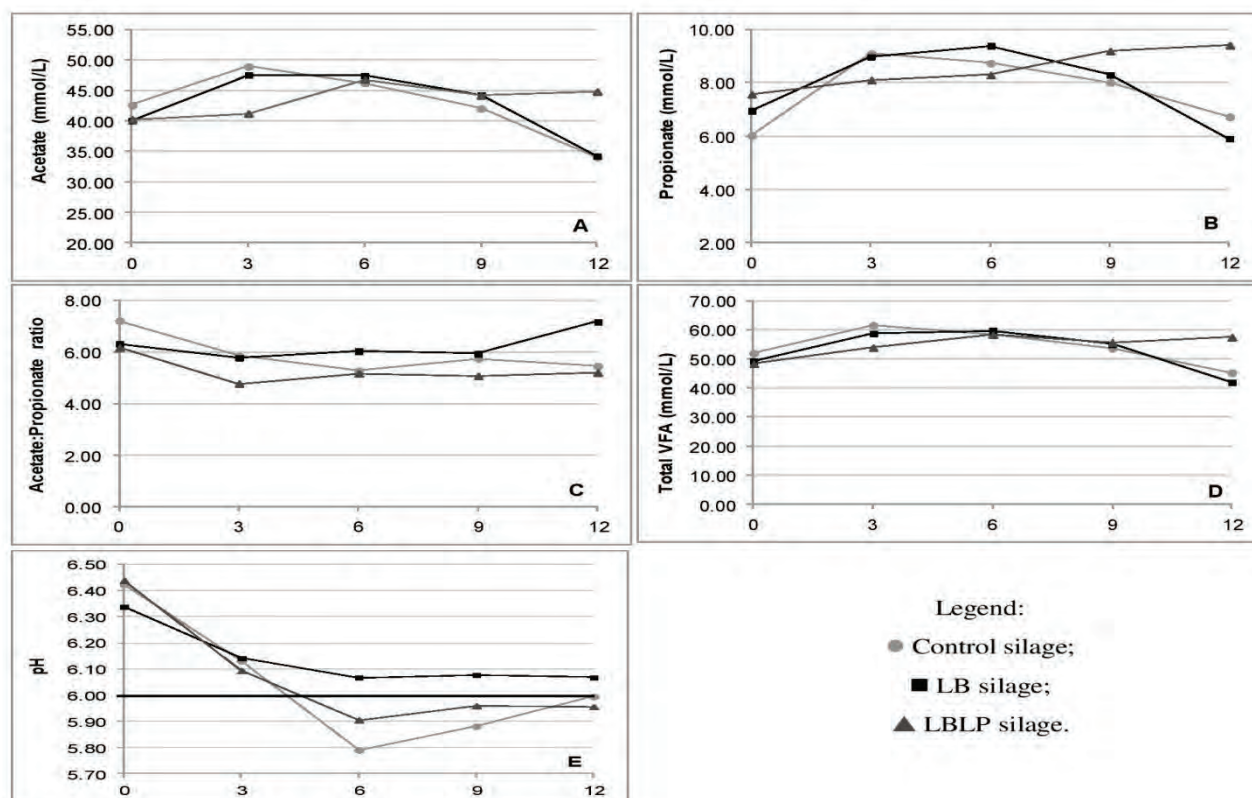 55.00
50.00
45.00
40.00
35.00
30.00
25.00
20.00
Acetate (mmol/L)
A
0 3 6 9 12
10.00
8.00
6.00
4.00
2.00
Propionate (mmol/L)
B
0 3 6 9 12
8.00
6.00
4.00
2.00
0.00
Acetate:Propionate ratio
C
0 3 6 9 12
70.00
60.00
50.00
40.00
30.00
20.00
10.00
0.00
Total VFA (mmol/L)
D
0 3 6 9 12
6.50
6.40
6.30
6.20
6.10
6.00
5.90
5.80
5.70
pH
E
0 3 6 9 12
Legend:
Control silage;
LB silage;
LBLP silage.